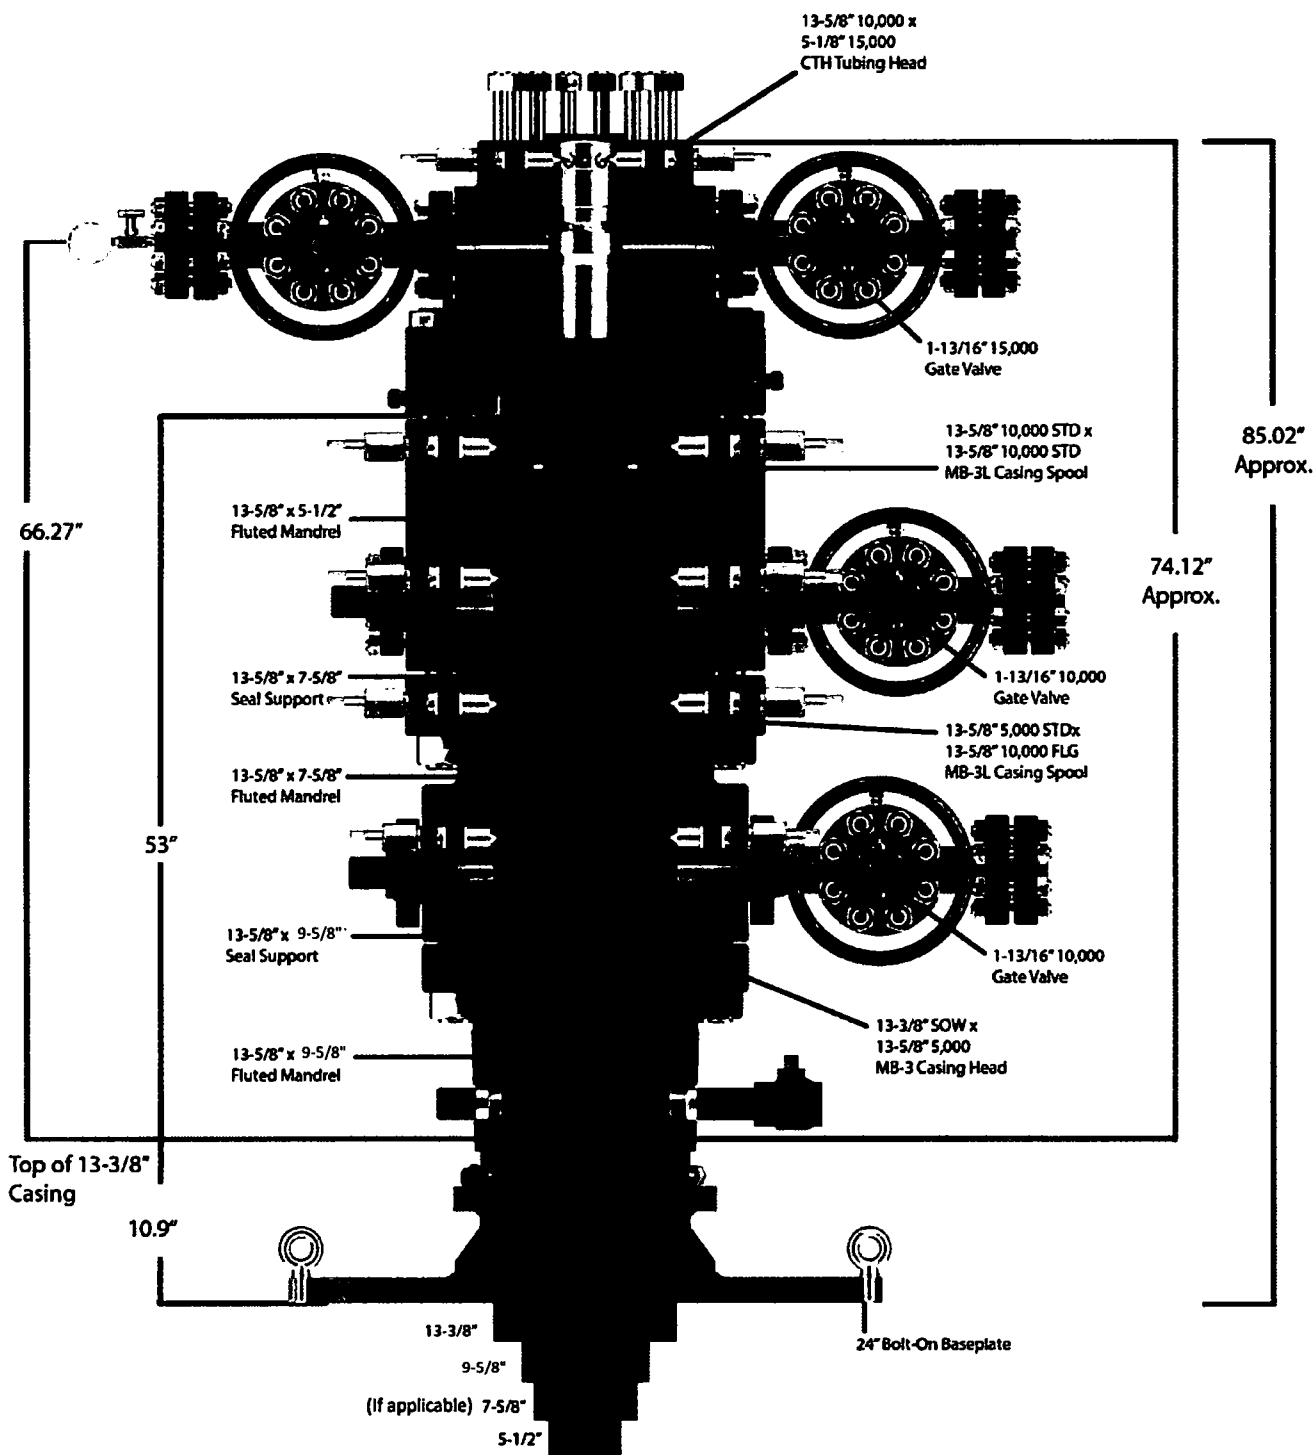 13-5/8" 10,000 x
5-1/8" 15,000
CTH Tubing Head
1-13/16" 15,000
Gate Valve
13-5/8" 10,000 STD x
13-5/8" 10,000 STD
MB-3L Casing Spool
85.02"
Approx.
66.27"
13-5/8" x 5-1/2"
Fluted Mandrel
74.12"
Approx.
13-5/8" x 7-5/8"
Seal Support
1-13/16" 10,000
Gate Valve
13-5/8" 5,000 STDx
13-5/8" 10,000 FLG
MB-3L Casing Spool
13-5/8" x 7-5/8"
Fluted Mandrel
53"
13-5/8" x 9-5/8"
Seal Support
1-13/16" 10,000
Gate Valve
13-3/8" SOW x
13-5/8" 5,000
MB-3 Casing Head
13-5/8" x 9-5/8"
Fluted Mandrel
Top of 13-3/8"
Casing
10.9"
13-3/8"
24" Bolt-On Baseplate
9-5/8"
(If applicable) 7-5/8"
5-1/2"